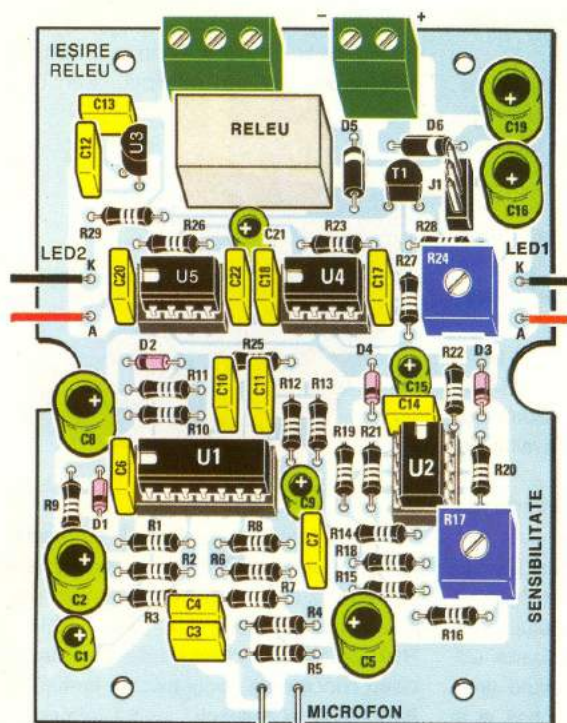 - +
IEȘIRE
RELEU
C13
C12
U3
RELEU
D5
D6
T1
J1
C19
C16
R29
R26
C21
R23
R28
LED2
K
A
C20
U5
C22
C18
U4
C17
R27
R24
LED1
K
A
D2
R25
R11
R10
C10
C11
R12
R13
D4
C15
C14
R22
D3
C8
C6
U1
R19
R21
U2
R20
R9
D1
C9
C7
R1
R8
R14
R17
C2
R2
R6
R18
R3
R7
R15
C4
C3
R4
R5
C1
C5
R16
SENSIBILITATE
MICROFON